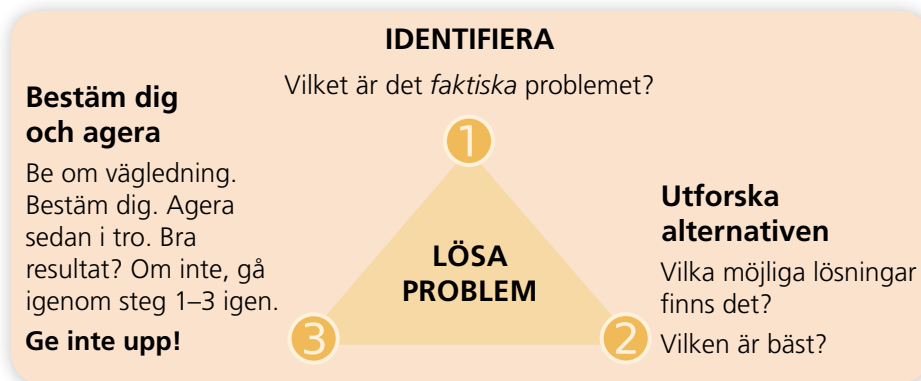 IDENTIFIERA
Vilket är det faktiska problemet?
1
Utforska
alternativen
Vilka möjliga lösningar
finns det?
Vilken är bäst?
2
Bestäm dig
och agera
Be om vägledning.
Bestäm dig. Agera
sedan i tro. Bra
resultat? Om inte, gå
igenom steg 1–3 igen.
Ge inte upp!
3
LÖSA
PROBLEM